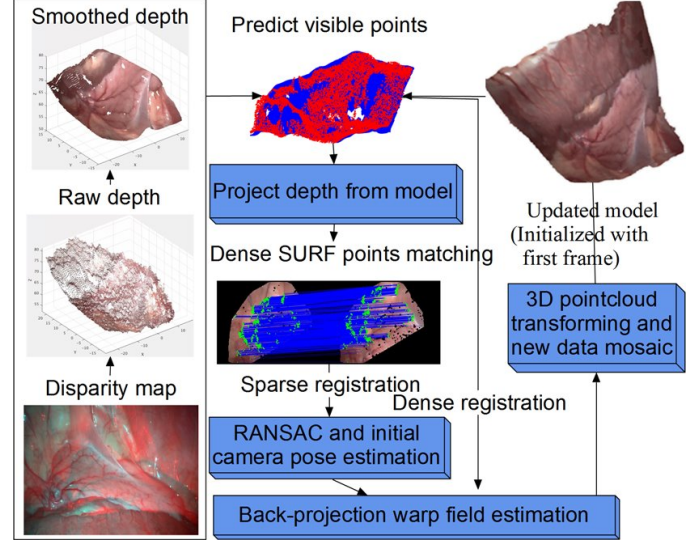 Smoothed depth
Raw depth
Disparity map
Predict visible points
Project depth from model
Dense SURF points matching
Sparse registration
Dense registration
RANSAC and initial
camera pose estimation
Back-projection warp field estimation
Updated model
(Initialized with
first frame)
3D pointcloud
transforming and
new data mosaic